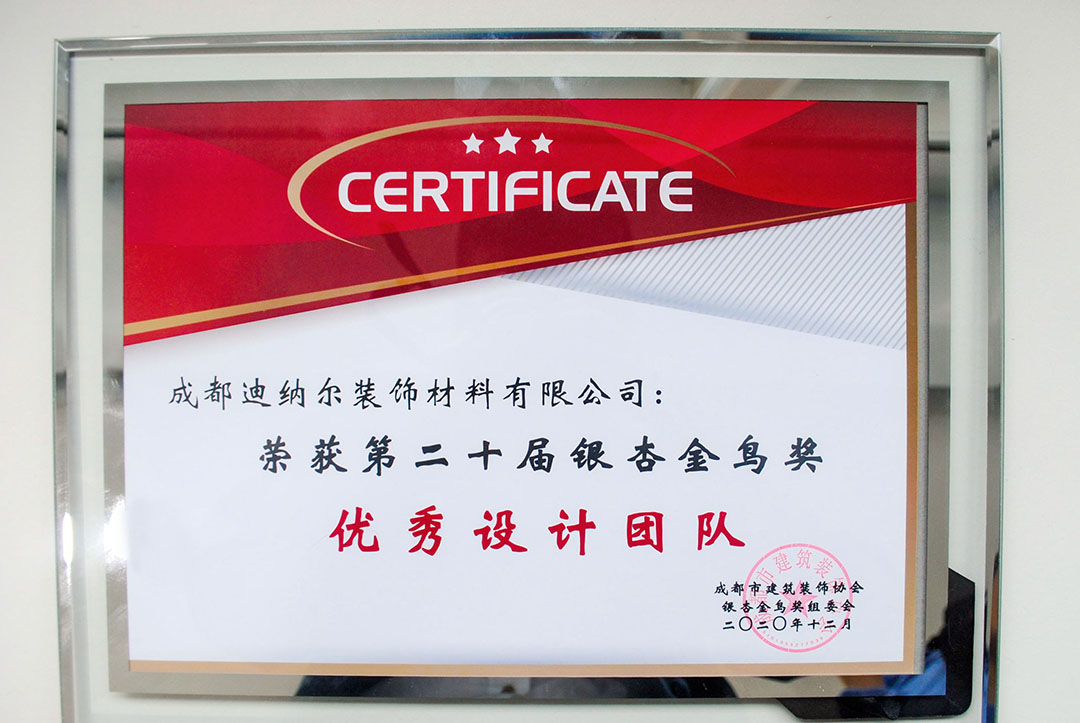 CERTIFICATE
成都迪纳尔装饰材料有限公司：
荣获第二十届银杏金鸟奖
优秀设计团队
成都市建筑装饰协会
银杏金鸟奖组委会
二〇二〇年十二月